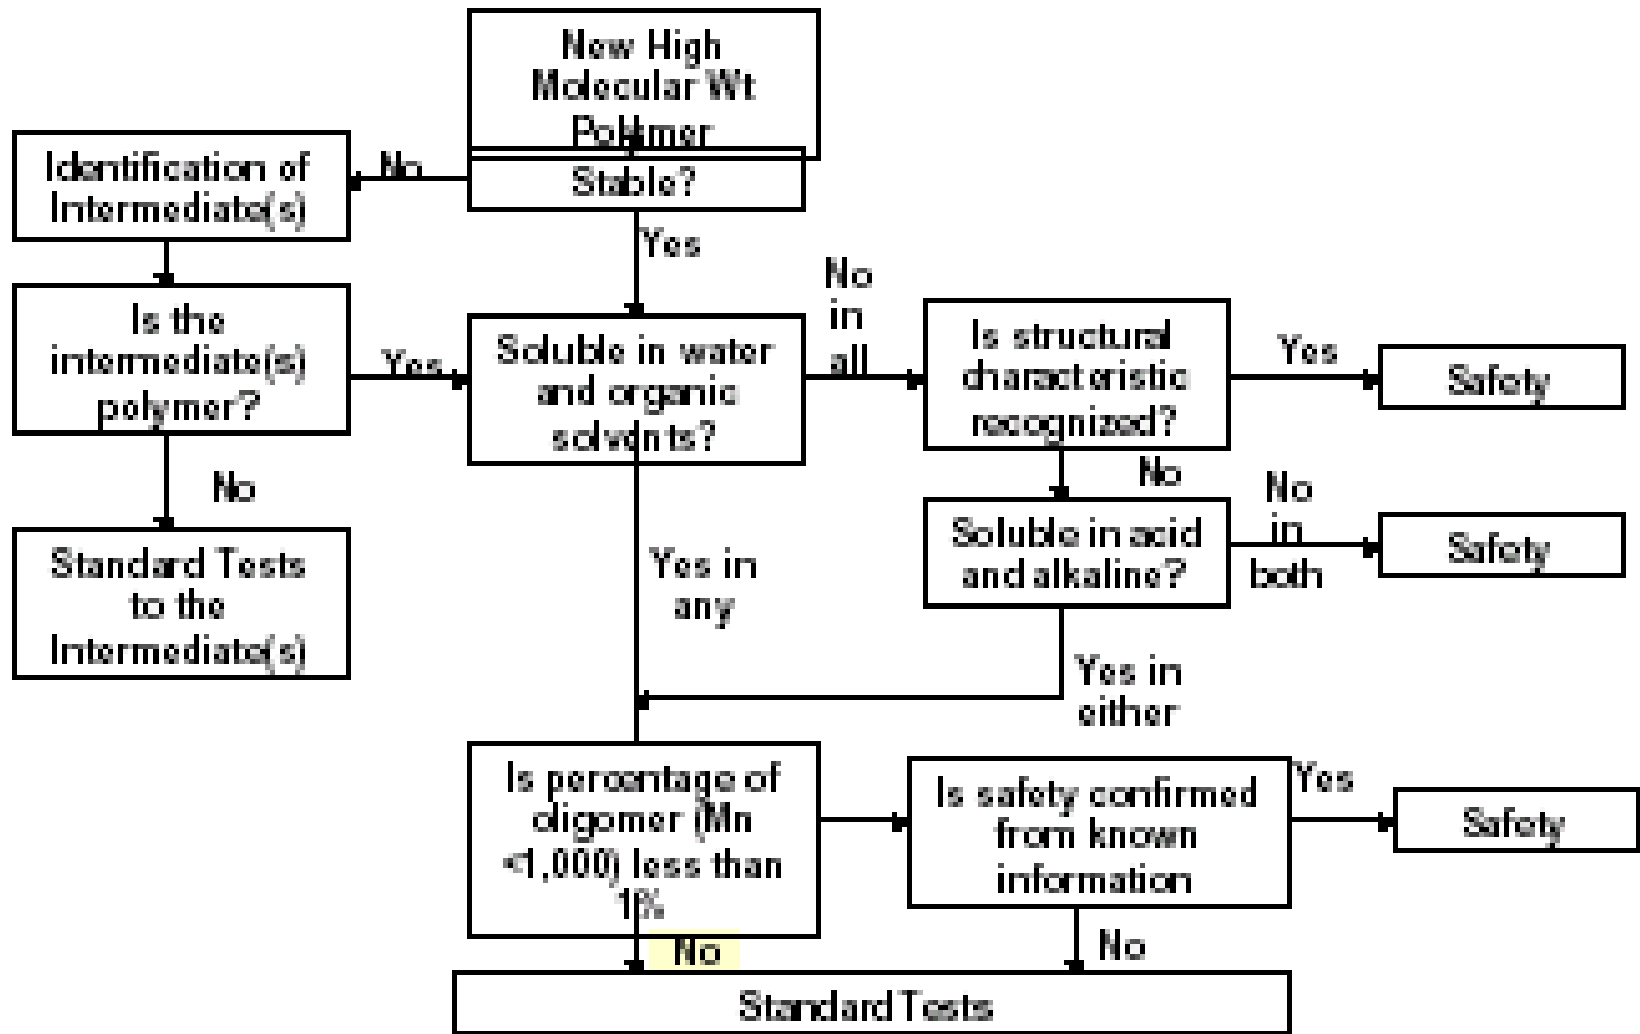 New High
Molecular Wt
Polymer
Stable?
No
Identification of
Intermediate(s)
Yes
Is the
intermediate(s)
polymer?
Yes
No
Standard Tests
to the
Intermediate(s)
Soluble in water
and organic
solvents?
No
in
all
Is structural
characteristic
recognized?
Yes
Safety
No
Soluble in acid
and alkaline?
No
in
both
Safety
Yes in
any
Yes in
either
Is percentage of
oligomer (Mn
<1,000) less than
1%
Is safety confirmed
from known
information
Yes
Safety
No
No
Standard Tests